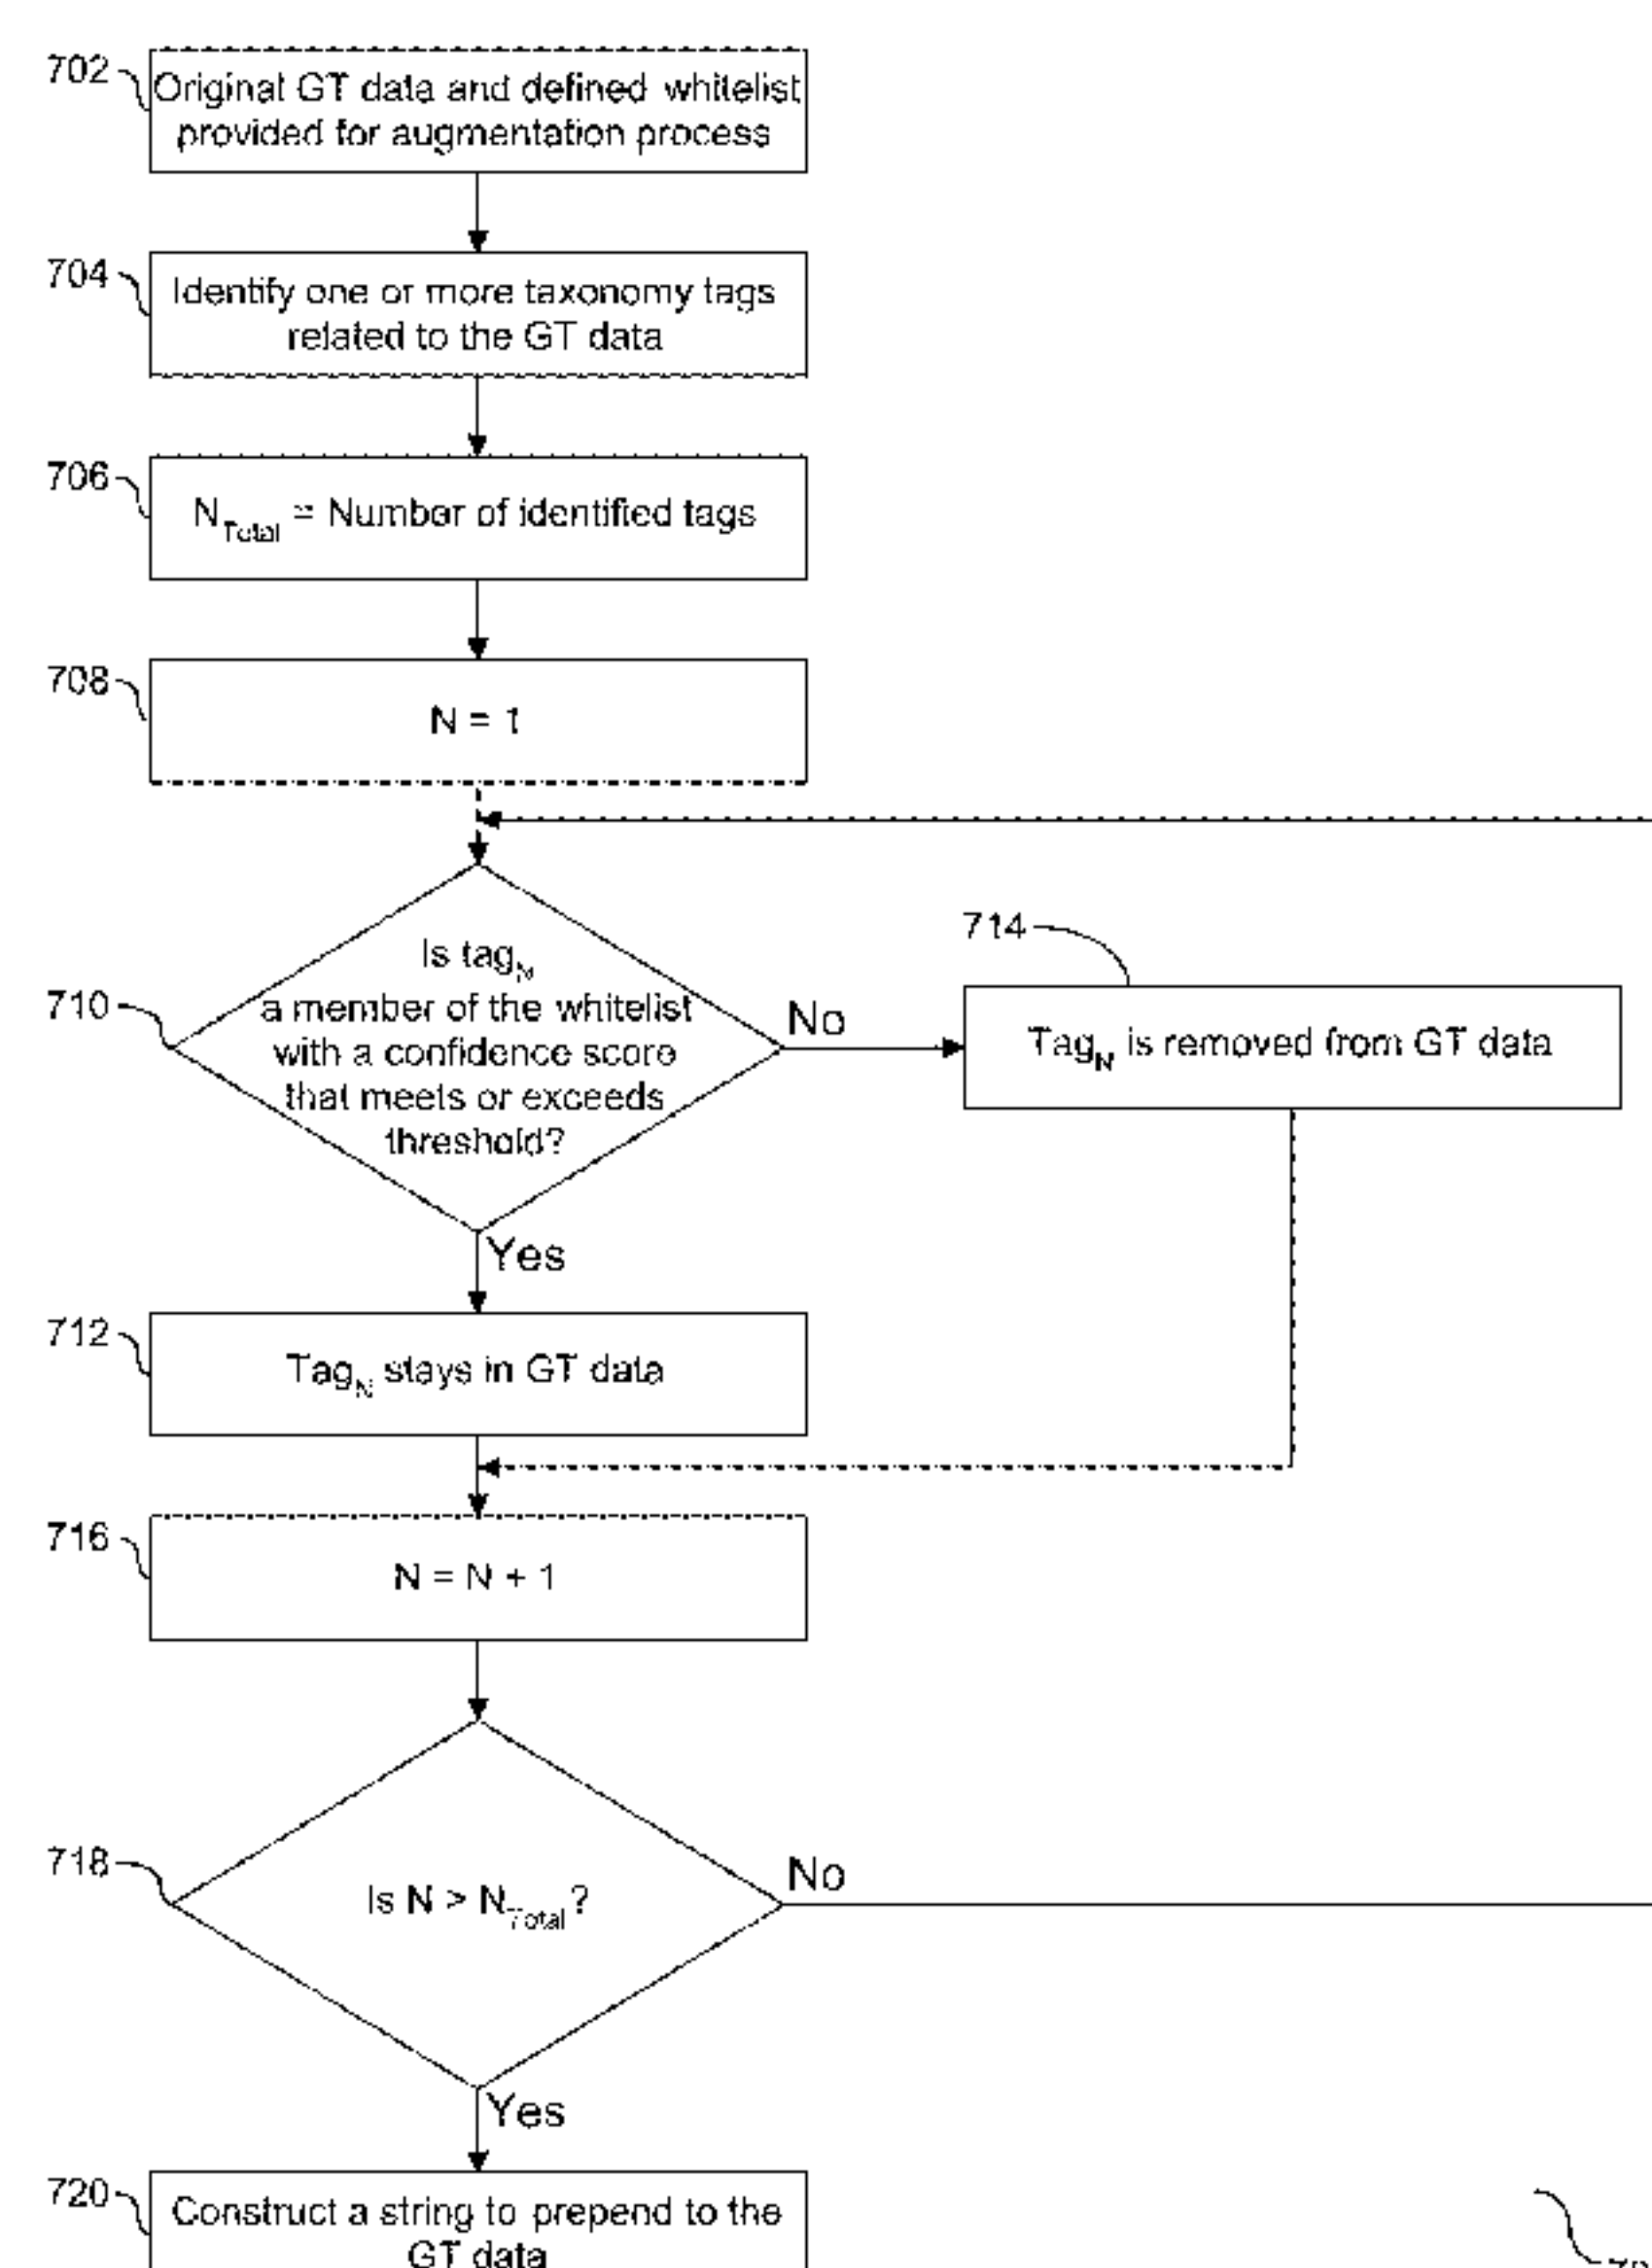 702
Original GT data and defined whitelist
provided for augmentation process
704
Identify one or more taxonomy tags
related to the GT data
706
N_Total = Number of identified tags
708
N = 1
710
Is tag_N
a member of the whitelist
with a confidence score
that meets or exceeds
threshold?
No
714
Tag_N is removed from GT data
Yes
712
Tag_N stays in GT data
716
N = N + 1
718
Is N > N_Total?
No
Yes
720
Construct a string to prepend to the
GT data